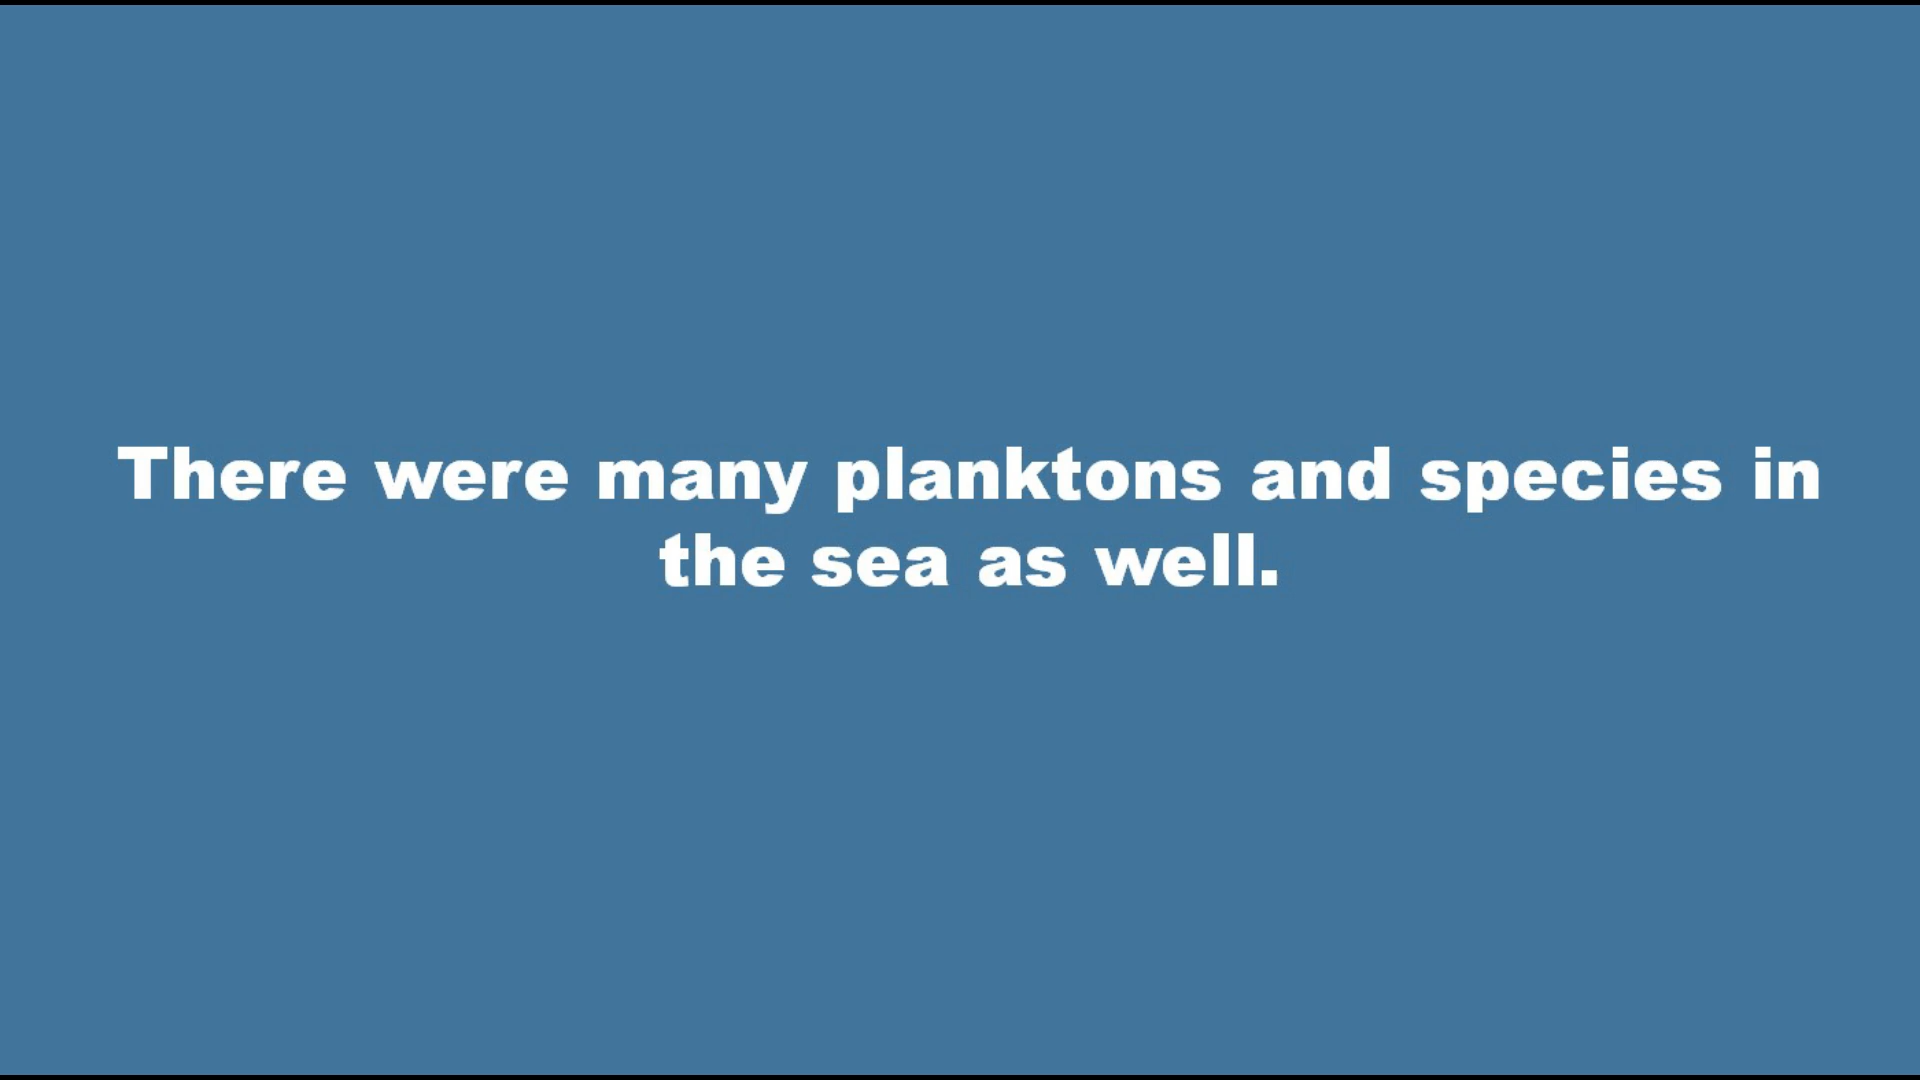 There were many planktons and species in
the sea as well.